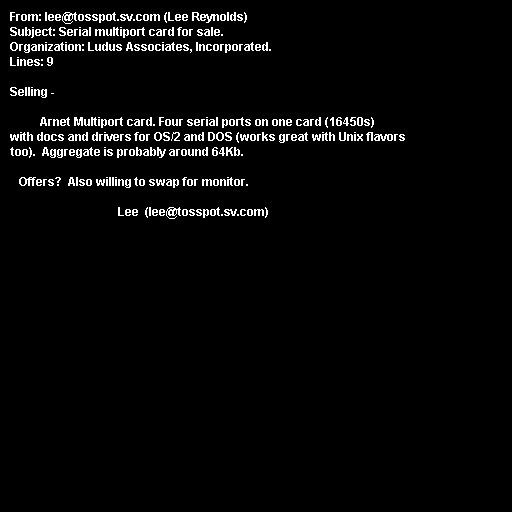 From: lee@tosspot.sv.com (Lee Reynolds)
Subject: Serial multiport card for sale.
Organization: Ludus Associates, Incorporated.
Lines: 9
Selling -
Arnet Multiport card. Four serial ports on one card (16450s)
with docs and drivers for OS/2 and DOS (works great with Unix flavors
too).  Aggregate is probably around 64Kb.
Offers?  Also willing to swap for monitor.
Lee  (lee@tosspot.sv.com)